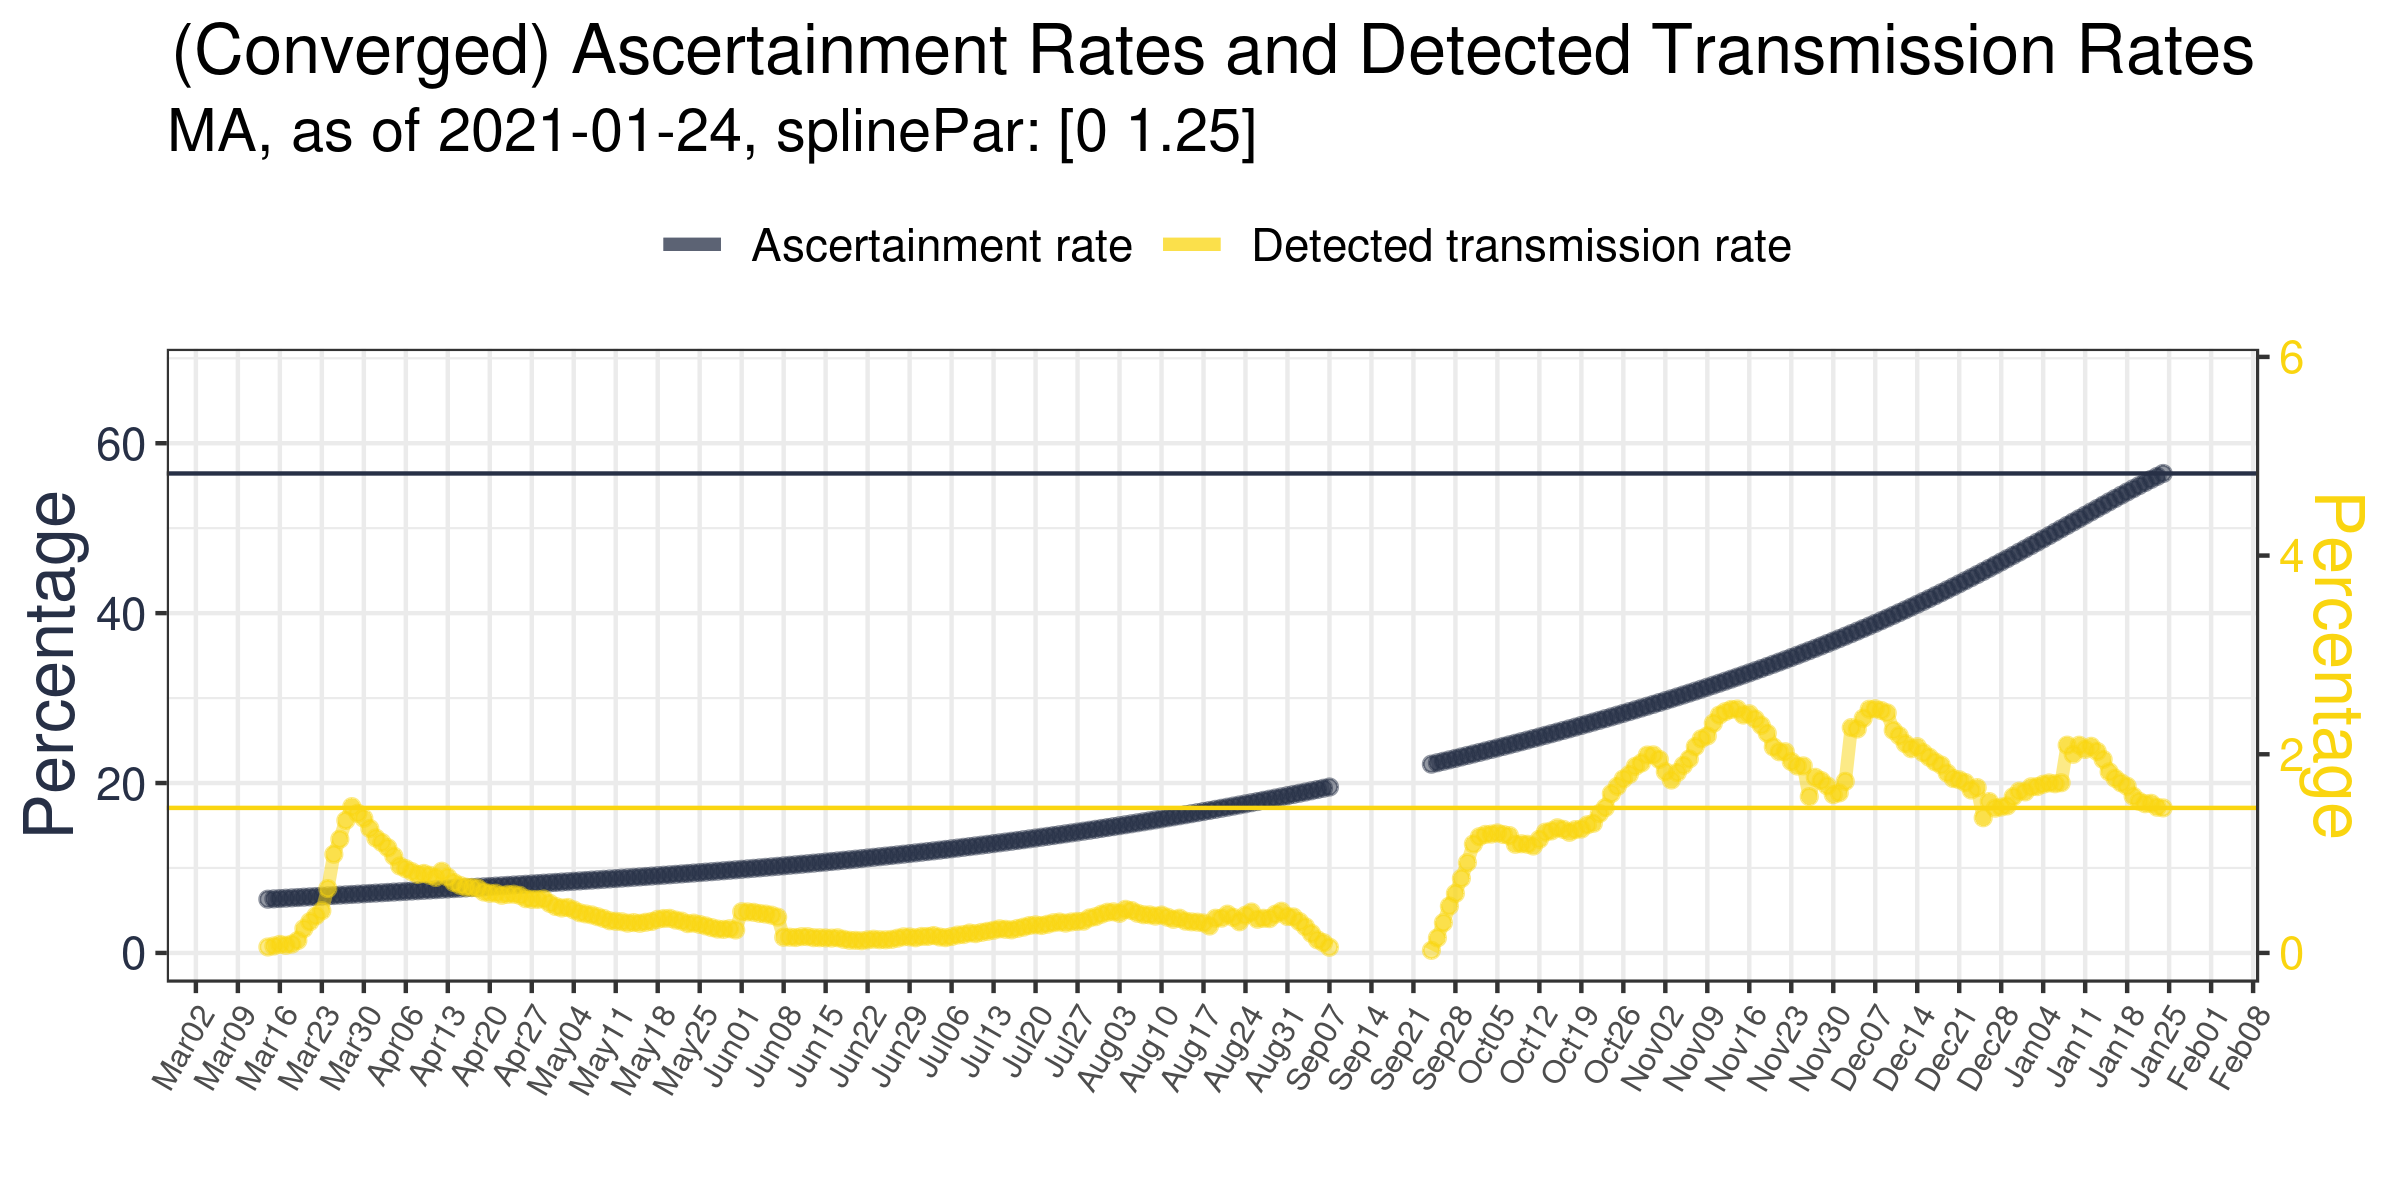 (Converged) Ascertainment Rates and Detected Transmission Rates
MA, as of 2021-01-24, splinePar: [0 1.25]
Ascertainment rate Detected transmission rate
Percentage
60
40
20
0
6
4
2
0
Percentage
Mar02 Mar09 Mar16 Mar23 Mar30 Apr06 Apr13 Apr20 Apr27 May04 May11 May18 May25 Jun01 Jun08 Jun15 Jun22 Jun29 Jul06 Jul13 Jul20 Jul27 Aug03 Aug10 Aug17 Aug24 Aug31 Sep07 Sep14 Sep21 Sep28 Oct05 Oct12 Oct19 Oct26 Nov02 Nov09 Nov16 Nov23 Nov30 Dec07 Dec14 Dec21 Dec28 Jan04 Jan11 Jan18 Jan25 Feb01 Feb08